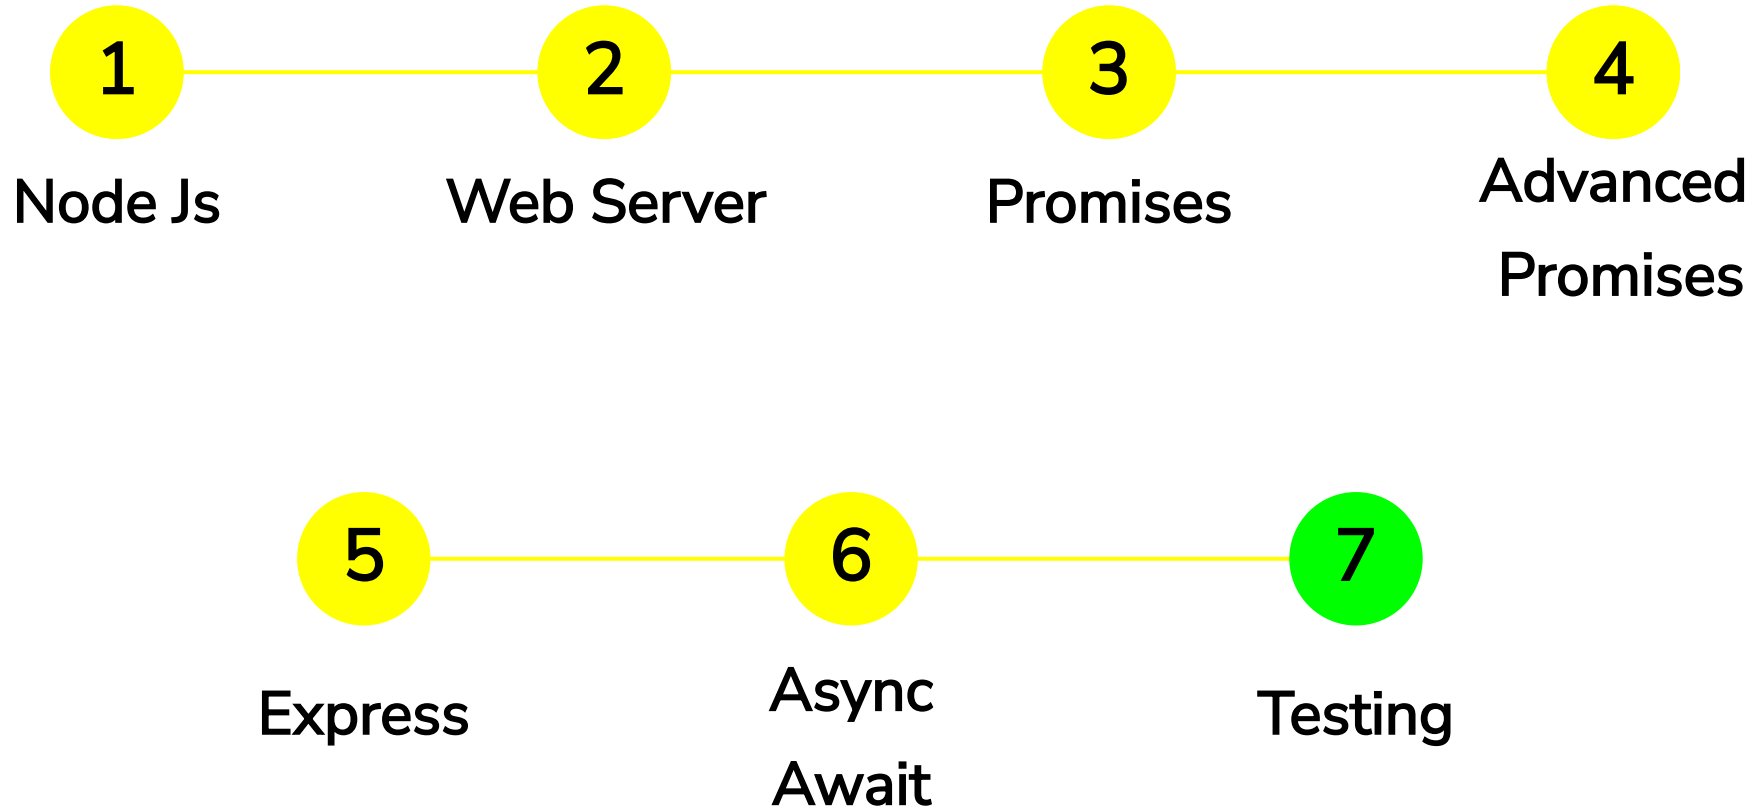 1 2 3 4
Node Js Web Server Promises Advanced
Promises
5 6 7
Express Async Testing
Await